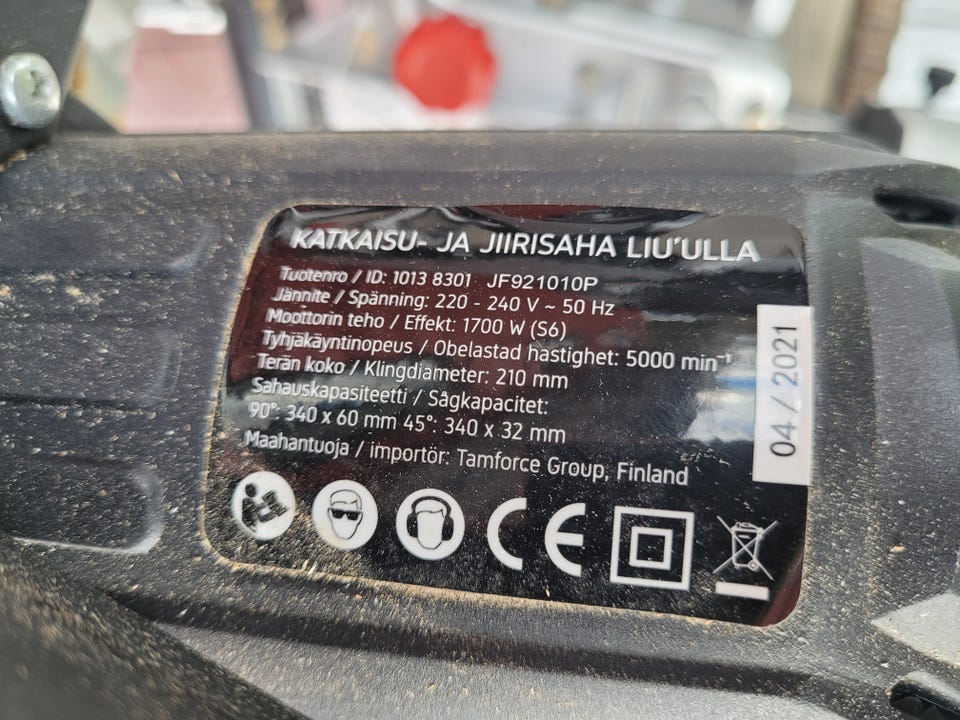 KATKAISU- JA JIIRISAHA LIU'ULLA
Tuotenro / ID: 1013 8301 JF921010P
Jännite / Spänning: 220 - 240 V ~ 50 Hz
Moottorin teho / Effekt: 1700 W (S6)
Tyhjäkäyntinopeus / Obelastad hastighet: 5000 min⁻¹
Terän koko / Klingdiameter: 210 mm
Sahauskapasiteetti / Sågkapacitet:
90°: 340 x 60 mm 45°: 340 x 32 mm
Maahantuoja / importör: Tamforce Group, Finland
CE
04 / 2021